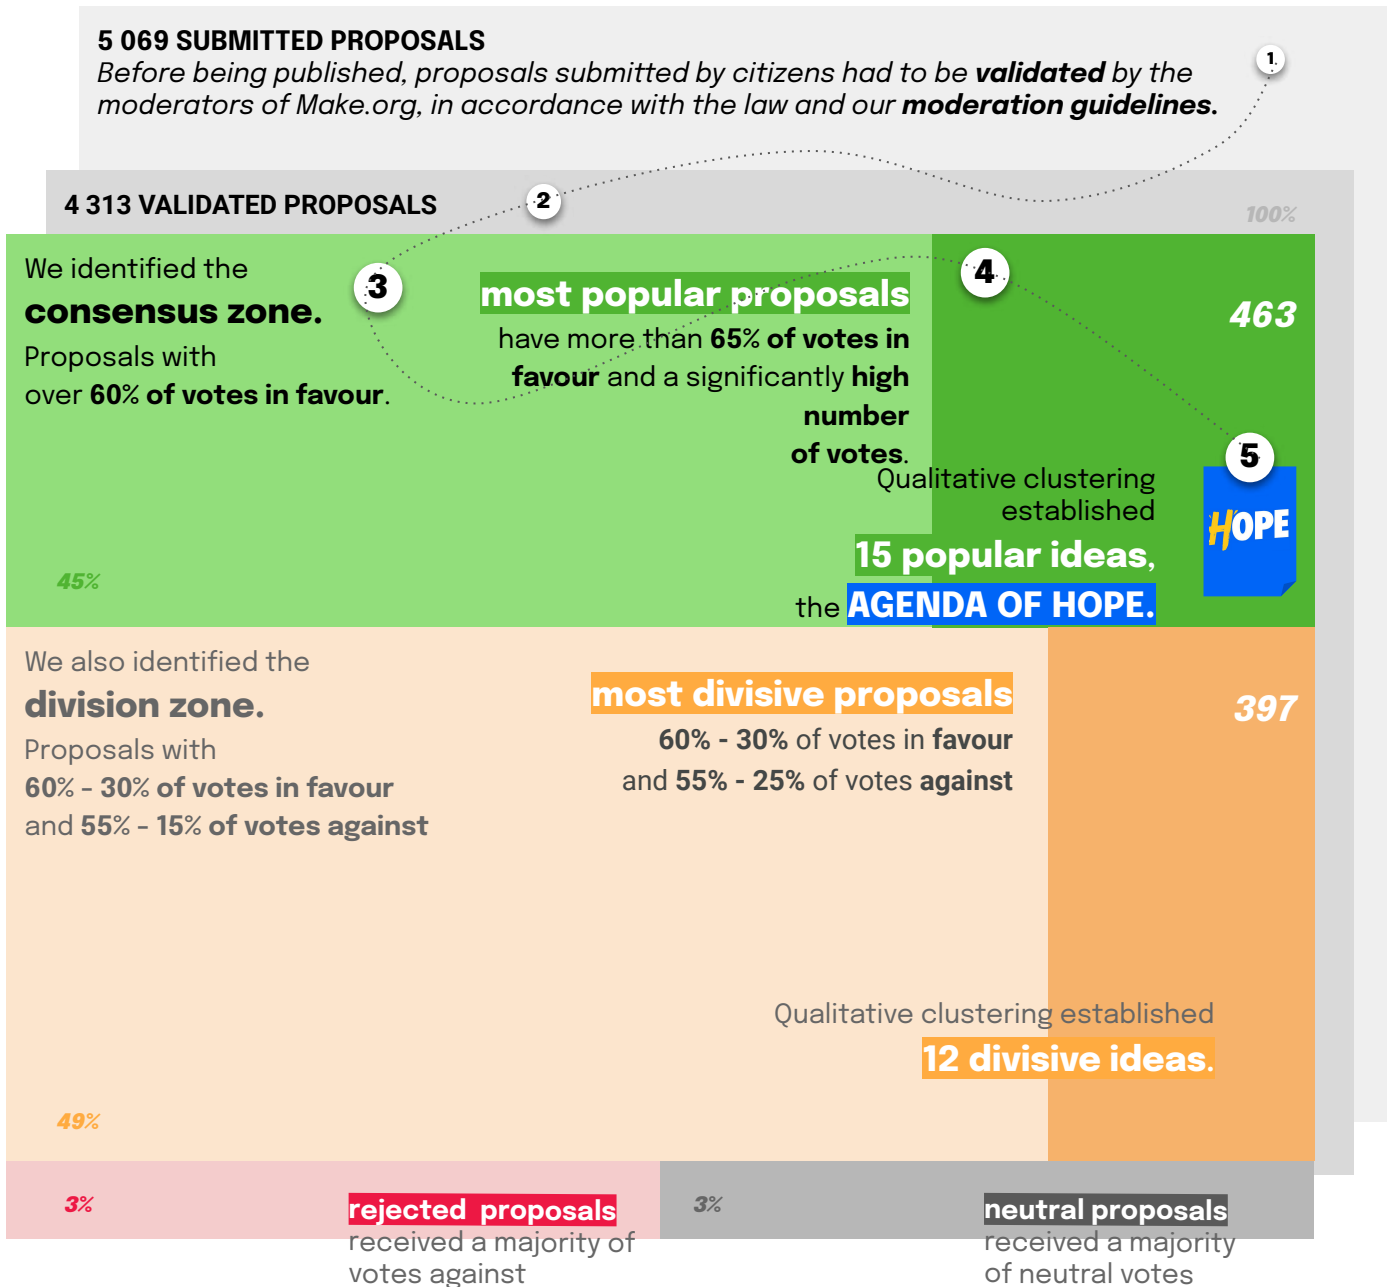 5 069 SUBMITTED PROPOSALS
Before being published, proposals submitted by citizens had to be validated by the
moderators of Make.org, in accordance with the law and our moderation guidelines.
1.
4 313 VALIDATED PROPOSALS
2
100%
We identified the
consensus zone.
Proposals with
over 60% of votes in favour.
3
most popular proposals
have more than 65% of votes in
favour and a significantly high
number
of votes.
4
463
5
HOPE
Qualitative clustering
established
15 popular ideas,
the AGENDA OF HOPE.
45%
We also identified the
division zone.
Proposals with
60% - 30% of votes in favour
and 55% - 15% of votes against
most divisive proposals
60% - 30% of votes in favour
and 55% - 25% of votes against
397
Qualitative clustering established
12 divisive ideas.
49%
3%
rejected proposals
received a majority of
votes against
3%
neutral proposals
received a majority
of neutral votes